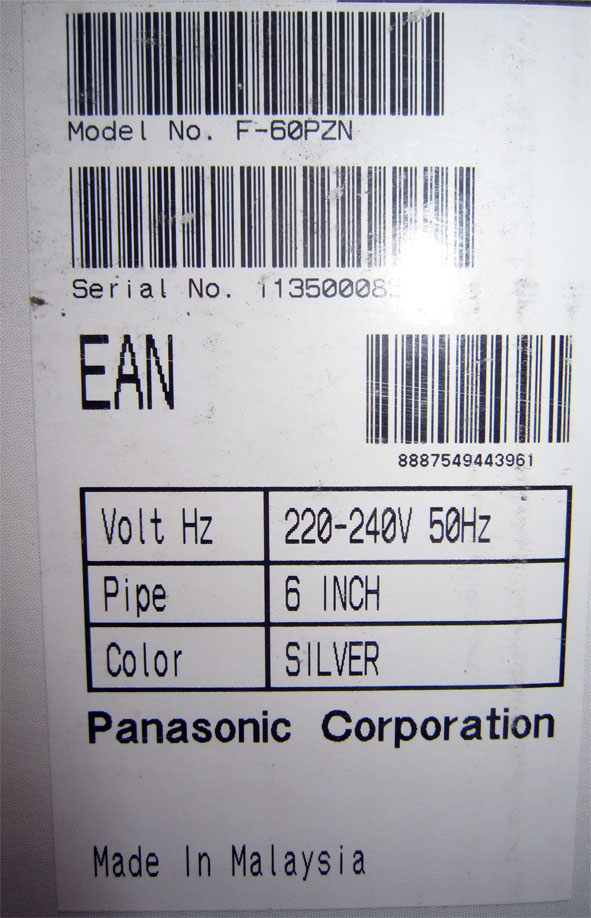 Model No. F-60PZN
Serial No.
EAN
8887549443961
Volt Hz 220-240V 50Hz
Pipe 6 INCH
Color SILVER
Panasonic Corporation
Made In Malaysia